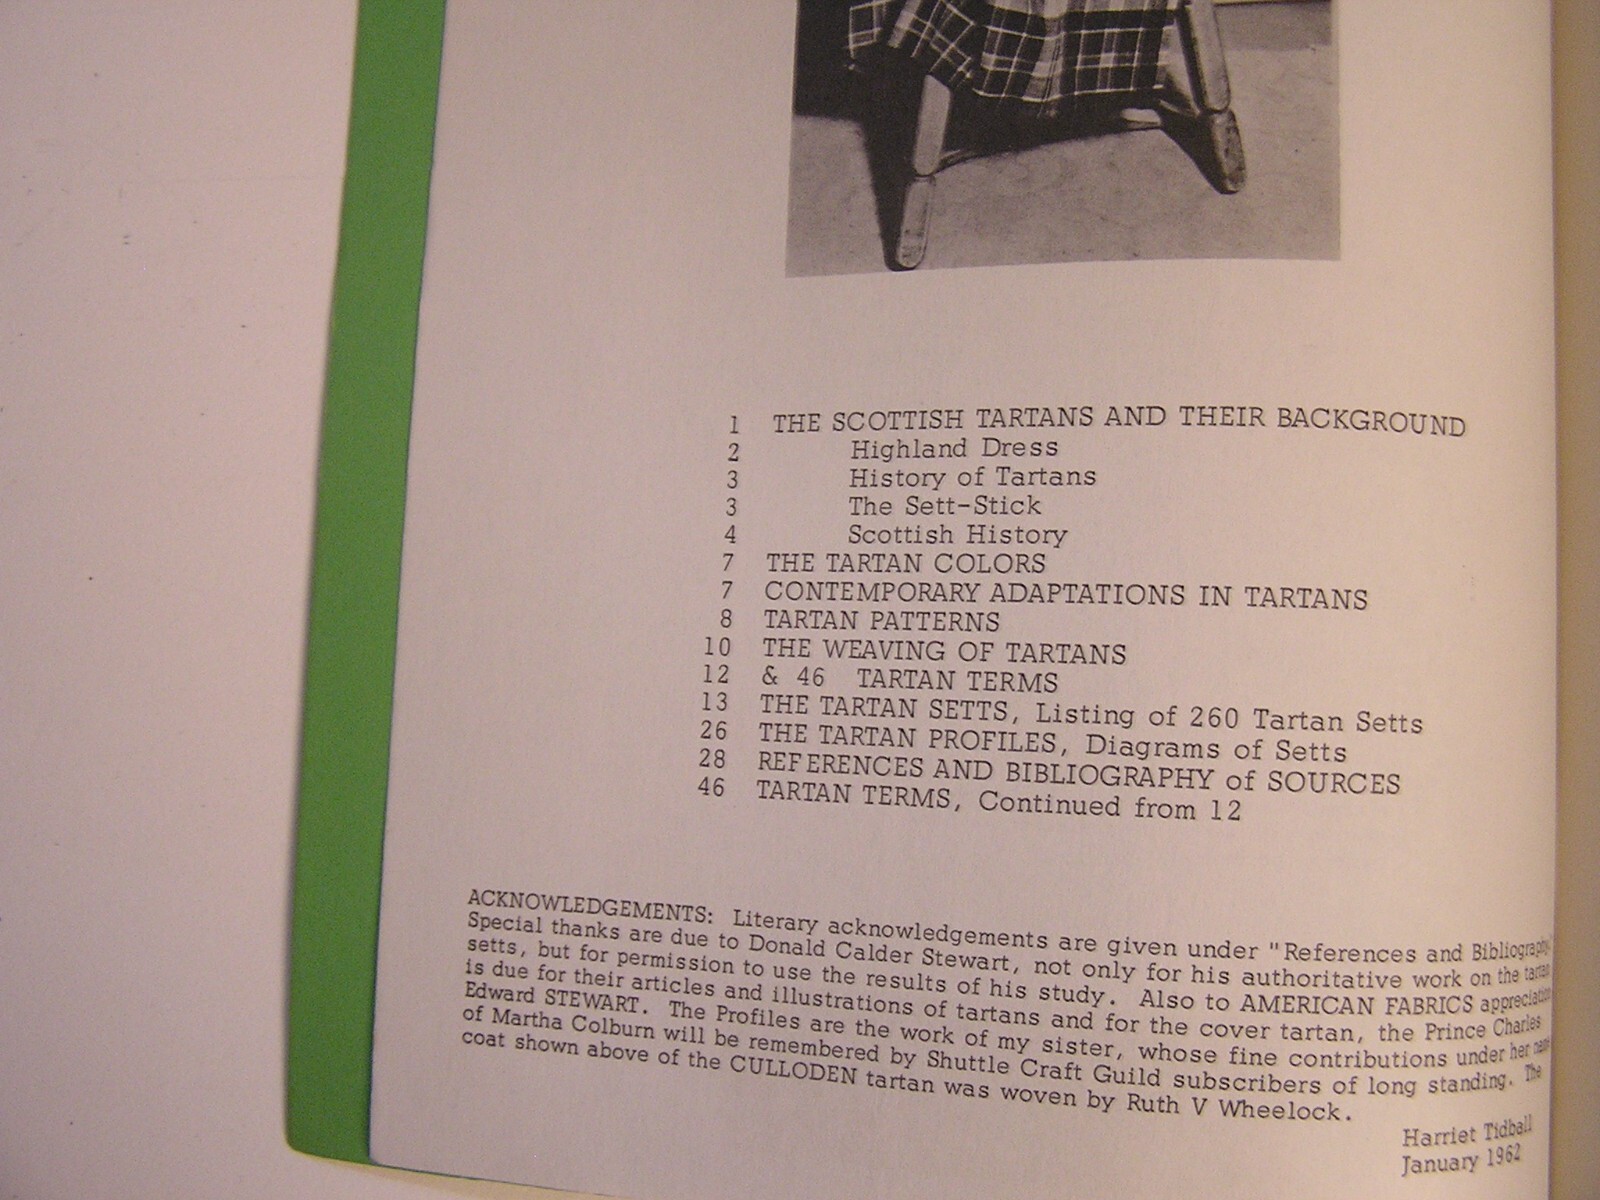 1 THE SCOTTISH TARTANS AND THEIR BACKGROUND
2 Highland Dress
3 History of Tartans
3 The Sett-Stick
4 Scottish History
7 THE TARTAN COLORS
7 CONTEMPORARY ADAPTATIONS IN TARTANS
8 TARTAN PATTERNS
10 THE WEAVING OF TARTANS
12 & 46 TARTAN TERMS
13 THE TARTAN SETTS, Listing of 260 Tartan Setts
26 THE TARTAN PROFILES, Diagrams of Setts
28 REFERENCES AND BIBLIOGRAPHY of SOURCES
46 TARTAN TERMS, Continued from 12
ACKNOWLEDGEMENTS: Literary acknowledgements are given under "References and Bibliography"
Special thanks are due to Donald Calder Stewart, not only for his authoritative work on the tartan
setts, but for permission to use the results of his study. Also to AMERICAN FABRICS appreciation
is due for their articles and illustrations of tartans and for the cover tartan, the Prince Charles
Edward STEWART. The Profiles are the work of my sister, whose fine contributions under her name
of Martha Colburn will be remembered by Shuttle Craft Guild subscribers of long standing. The
coat shown above of the CULLODEN tartan was woven by Ruth V Wheelock.
Harriet Tidball
January 1962